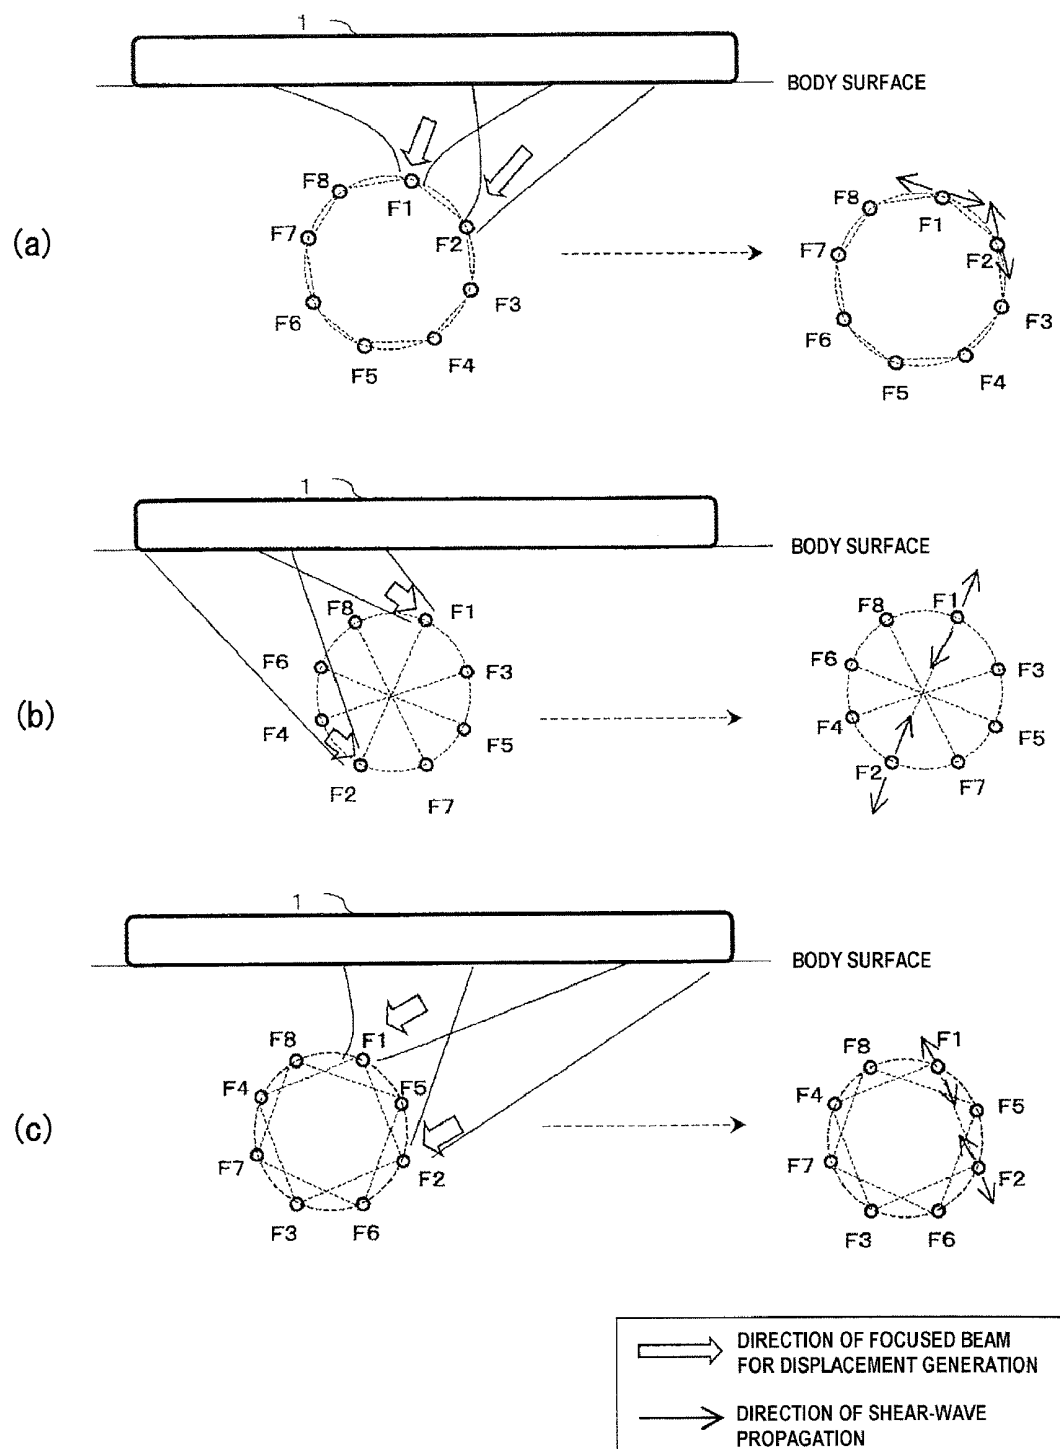 1
BODY SURFACE
F8
F1
F7
F2
F6
F3
F5
F4
(a)
F8
F1
F7
F2
F6
F3
F5
F4
1
BODY SURFACE
F8
F1
F6
F3
F4
F5
F2
F7
(b)
F8
F1
F6
F3
F4
F5
F2
F7
1
BODY SURFACE
F8
F1
F4
F5
F7
F2
F3
F6
(c)
F8
F1
F4
F5
F7
F2
F3
F6
DIRECTION OF FOCUSED BEAM
FOR DISPLACEMENT GENERATION
DIRECTION OF SHEAR-WAVE
PROPAGATION